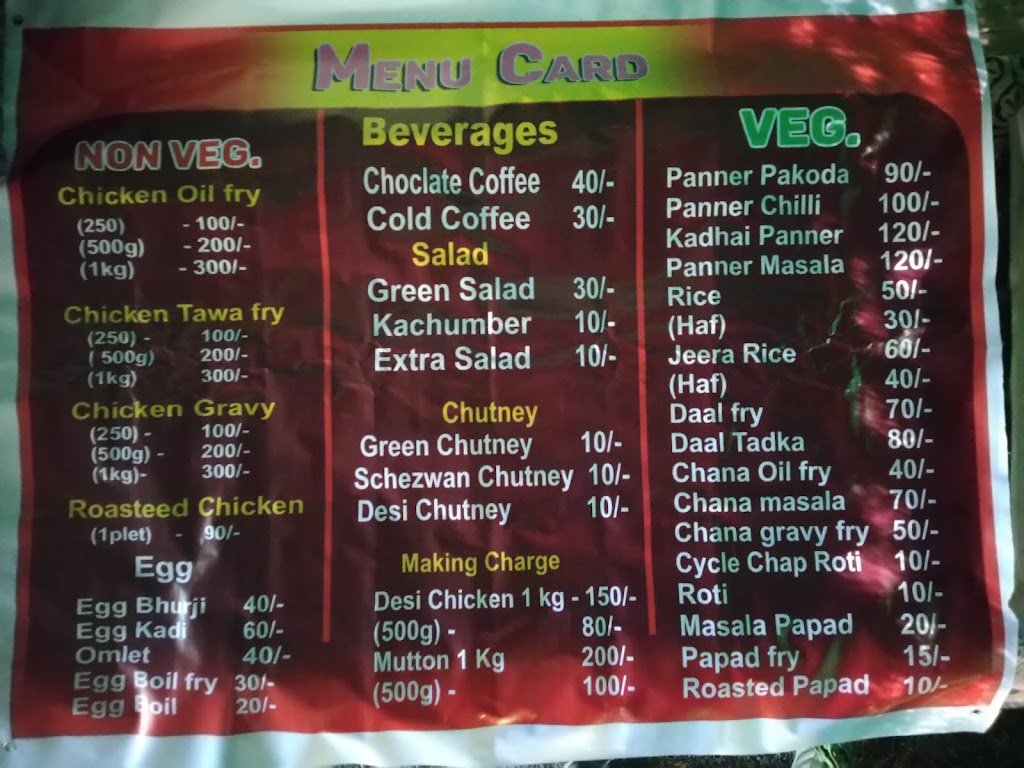 MENU CARD
NON VEG.
Chicken Oil fry
(250) - 100/-
(500g) - 200/-
(1kg) - 300/-
Chicken Tawa fry
(250) - 100/-
( 500g) 200/-
(1kg) 300/-
Chicken Gravy
(250) - 100/-
(500g) - 200/-
(1kg)- 300/-
Roasteed Chicken
(1plet) - 90/-
Egg
Egg Bhurji 40/-
Egg Kadi 60/-
Omlet 40/-
Egg Boil fry 30/-
Egg Boil 20/-
Beverages
Choclate Coffee 40/-
Cold Coffee 30/-
Salad
Green Salad 30/-
Kachumber 10/-
Extra Salad 10/-
Chutney
Green Chutney 10/-
Schezwan Chutney 10/-
Desi Chutney 10/-
Making Charge
Desi Chicken 1 kg - 150/-
(500g) - 80/-
Mutton 1 Kg 200/-
(500g) - 100/-
VEG.
Panner Pakoda 90/-
Panner Chilli 100/-
Kadhai Panner 120/-
Panner Masala 120/-
Rice 50/-
(Haf) 30/-
Jeera Rice 60/-
(Haf) 40/-
Daal fry 70/-
Daal Tadka 80/-
Chana Oil fry 40/-
Chana masala 70/-
Chana gravy fry 50/-
Cycle Chap Roti 10/-
Roti 10/-
Masala Papad 20/-
Papad fry 15/-
Roasted Papad 10/-